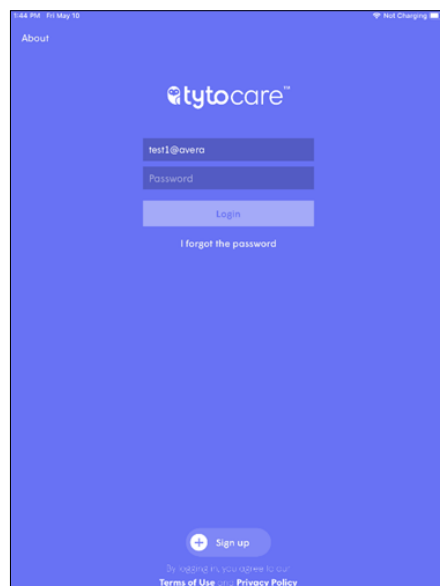 1:44 PM Fri May 10 Not Charging
About
tytocare™
test1@avera
Password
Login
I forgot the password
Sign up
By logging in, you agree to our
Terms of Use and Privacy Policy